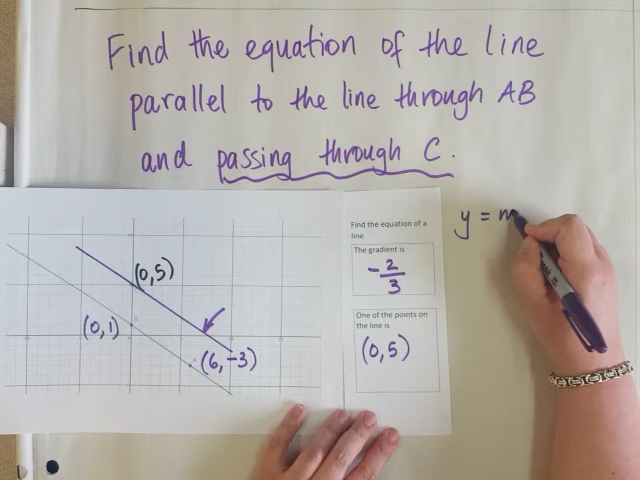 Find the equation of the line
parallel to the line through AB
and passing through C.
(0,5)
(0,1)
(6,-3)
Find the equation of a
line
The gradient is
-2/3
One of the points on
the line is
(0,5)
y = m